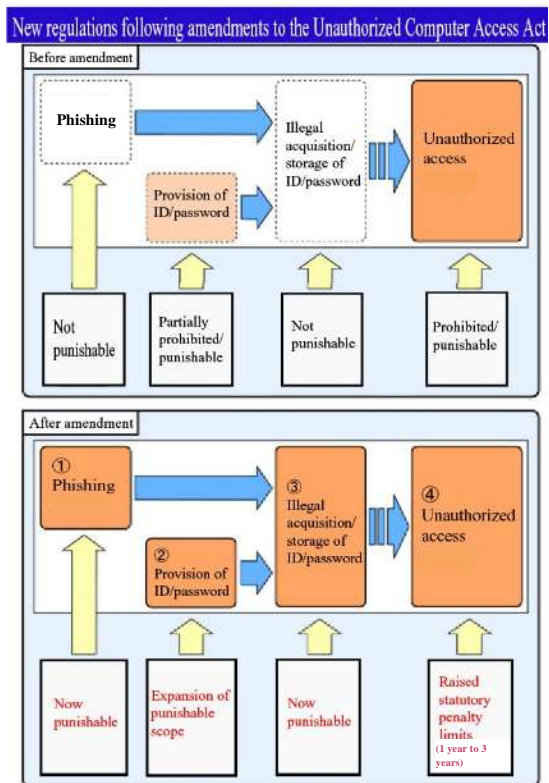 New regulations following amendments to the Unauthorized Computer Access Act
Before amendment
Phishing
Illegal
acquisition/
storage of
ID/password
Unauthorized
access
Provision of
ID/password
Not
punishable
Partially
prohibited/
punishable
Not
punishable
Prohibited/
punishable
After amendment
①
Phishing
②
Provision of
ID/password
③
Illegal
acquisition/
storage of
ID/password
④
Unauthorized
access
Now
punishable
Expansion of
punishable
scope
Now
punishable
Raised
statutory
penalty
limits
(1 year to 3
years)